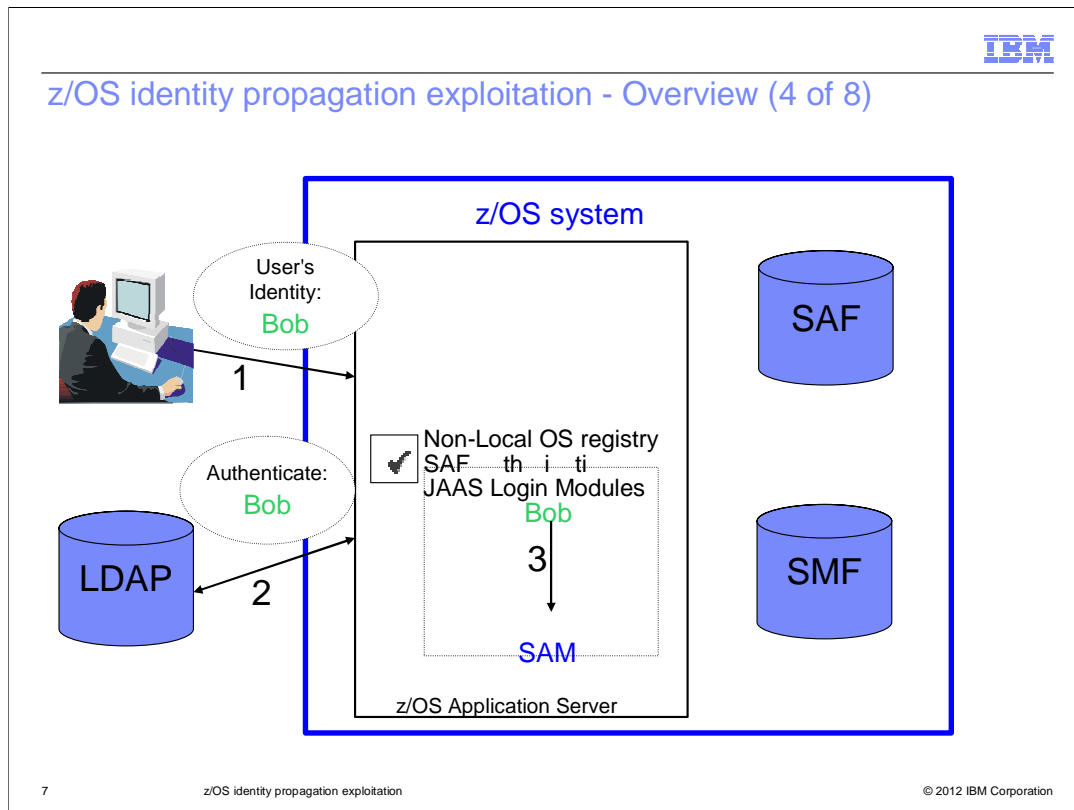 IBM
z/OS identity propagation exploitation - Overview (4 of 8)
z/OS system
User's
Identity:
Bob
1
SAF
Non-Local OS registry
SAF th i ti
JAAS Login Modules
Bob
Authenticate:
Bob
LDAP
2
3
SMF
SAM
z/OS Application Server
7
z/OS identity propagation exploitation
© 2012 IBM Corporation